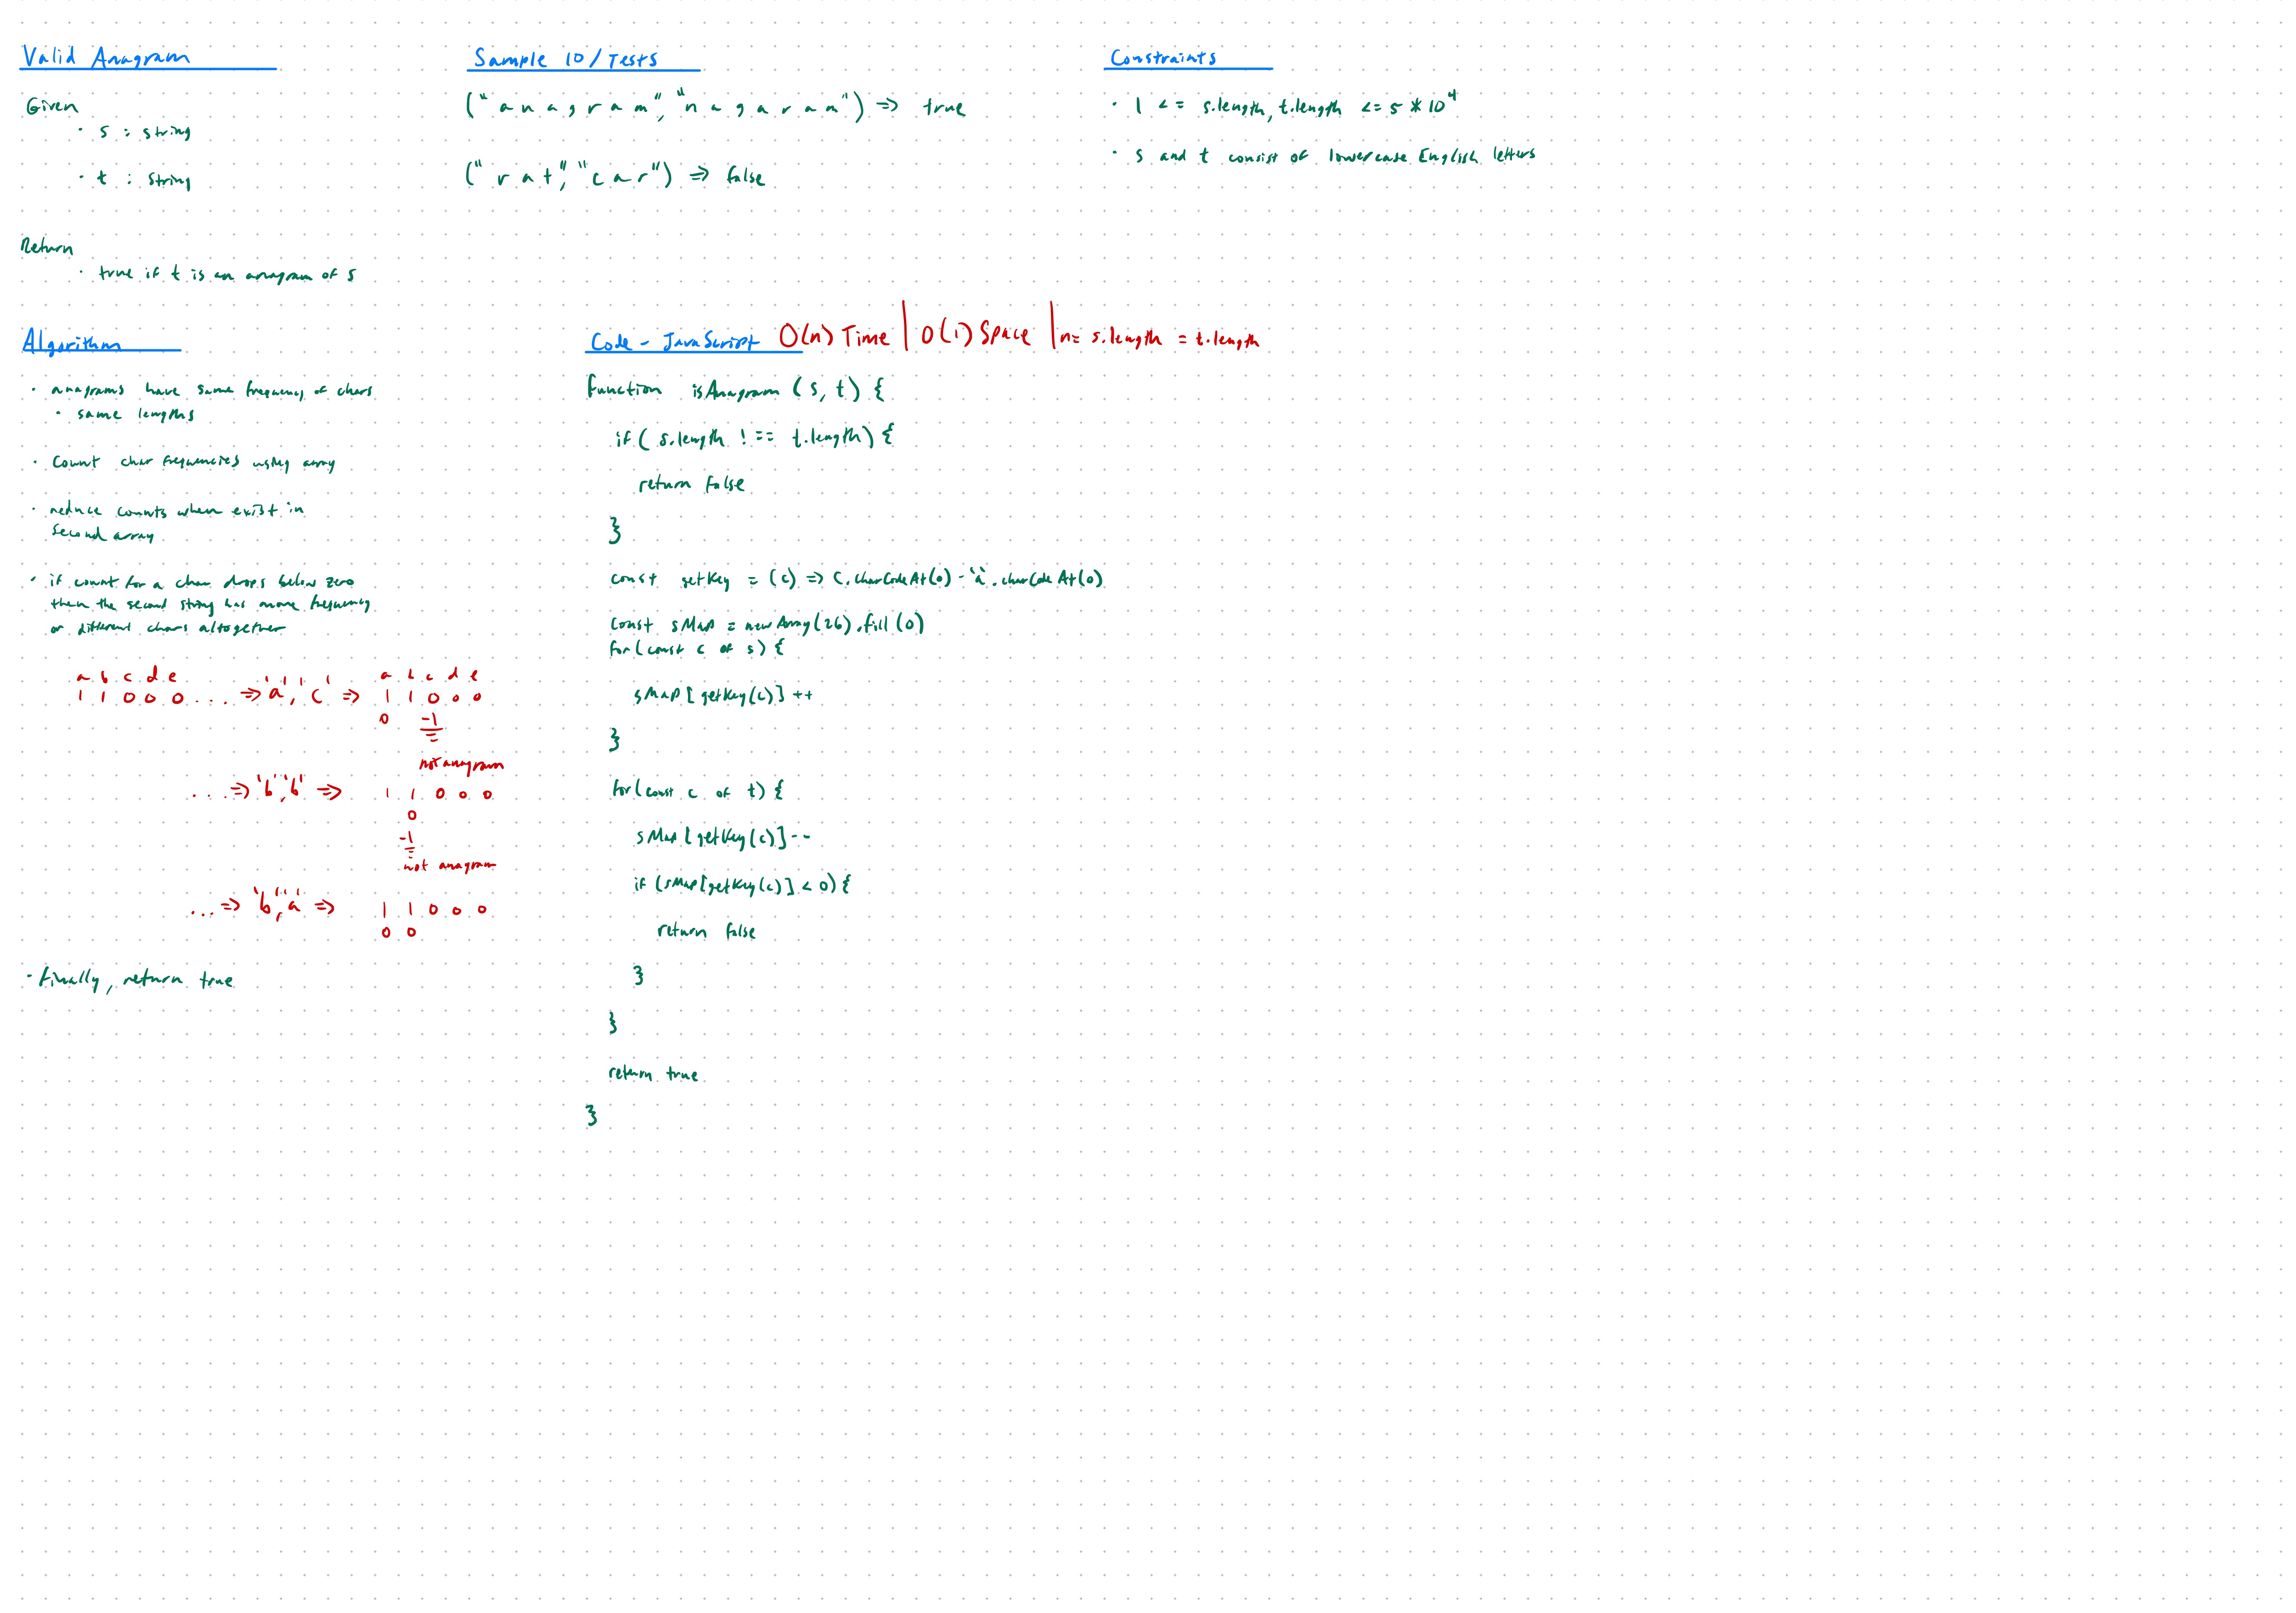 Valid Anagram
Given
· s : string
· t : string
Return
· true if t is an anagram of s
Sample IO/Tests
("anagram", "nagaram") => true
("rat", "car") => false
Constraints
· 1 <= s.length, t.length <= 5 * 10^4
· s and t consist of lowercase English letters
Algorithm
· anagrams have same frequency of chars
· same lengths
· Count char frequencies using array
· reduce counts when exist in
second array
· if count for a char drops below zero
then the second string has more frequency
or different chars altogether
a b c d e
1 1 0 0 0 ... => 'a', 'c' =>
a b c d e
1 1 0 0 0
0 -1
not anagram
... => 'b', 'b' => 1 1 0 0 0
0
-1
not anagram
... => 'b', 'a' => 1 1 0 0 0
0 0
- Finally, return true
Code - JavaScript O(n) Time | O(1) Space | n = s.length = t.length
function isAnagram (s, t) {
if ( s.length !== t.length) {
return false
}
const getKey = (c) => c.charCodeAt(0) - 'a'.charCodeAt(0)
const sMap = new Array(26).fill(0)
for (const c of s) {
sMap [getKey(c)] ++
}
for (const c of t) {
sMap [getKey(c)] --
if (sMap[getKey(c)] < 0) {
return false
}
}
return true
}